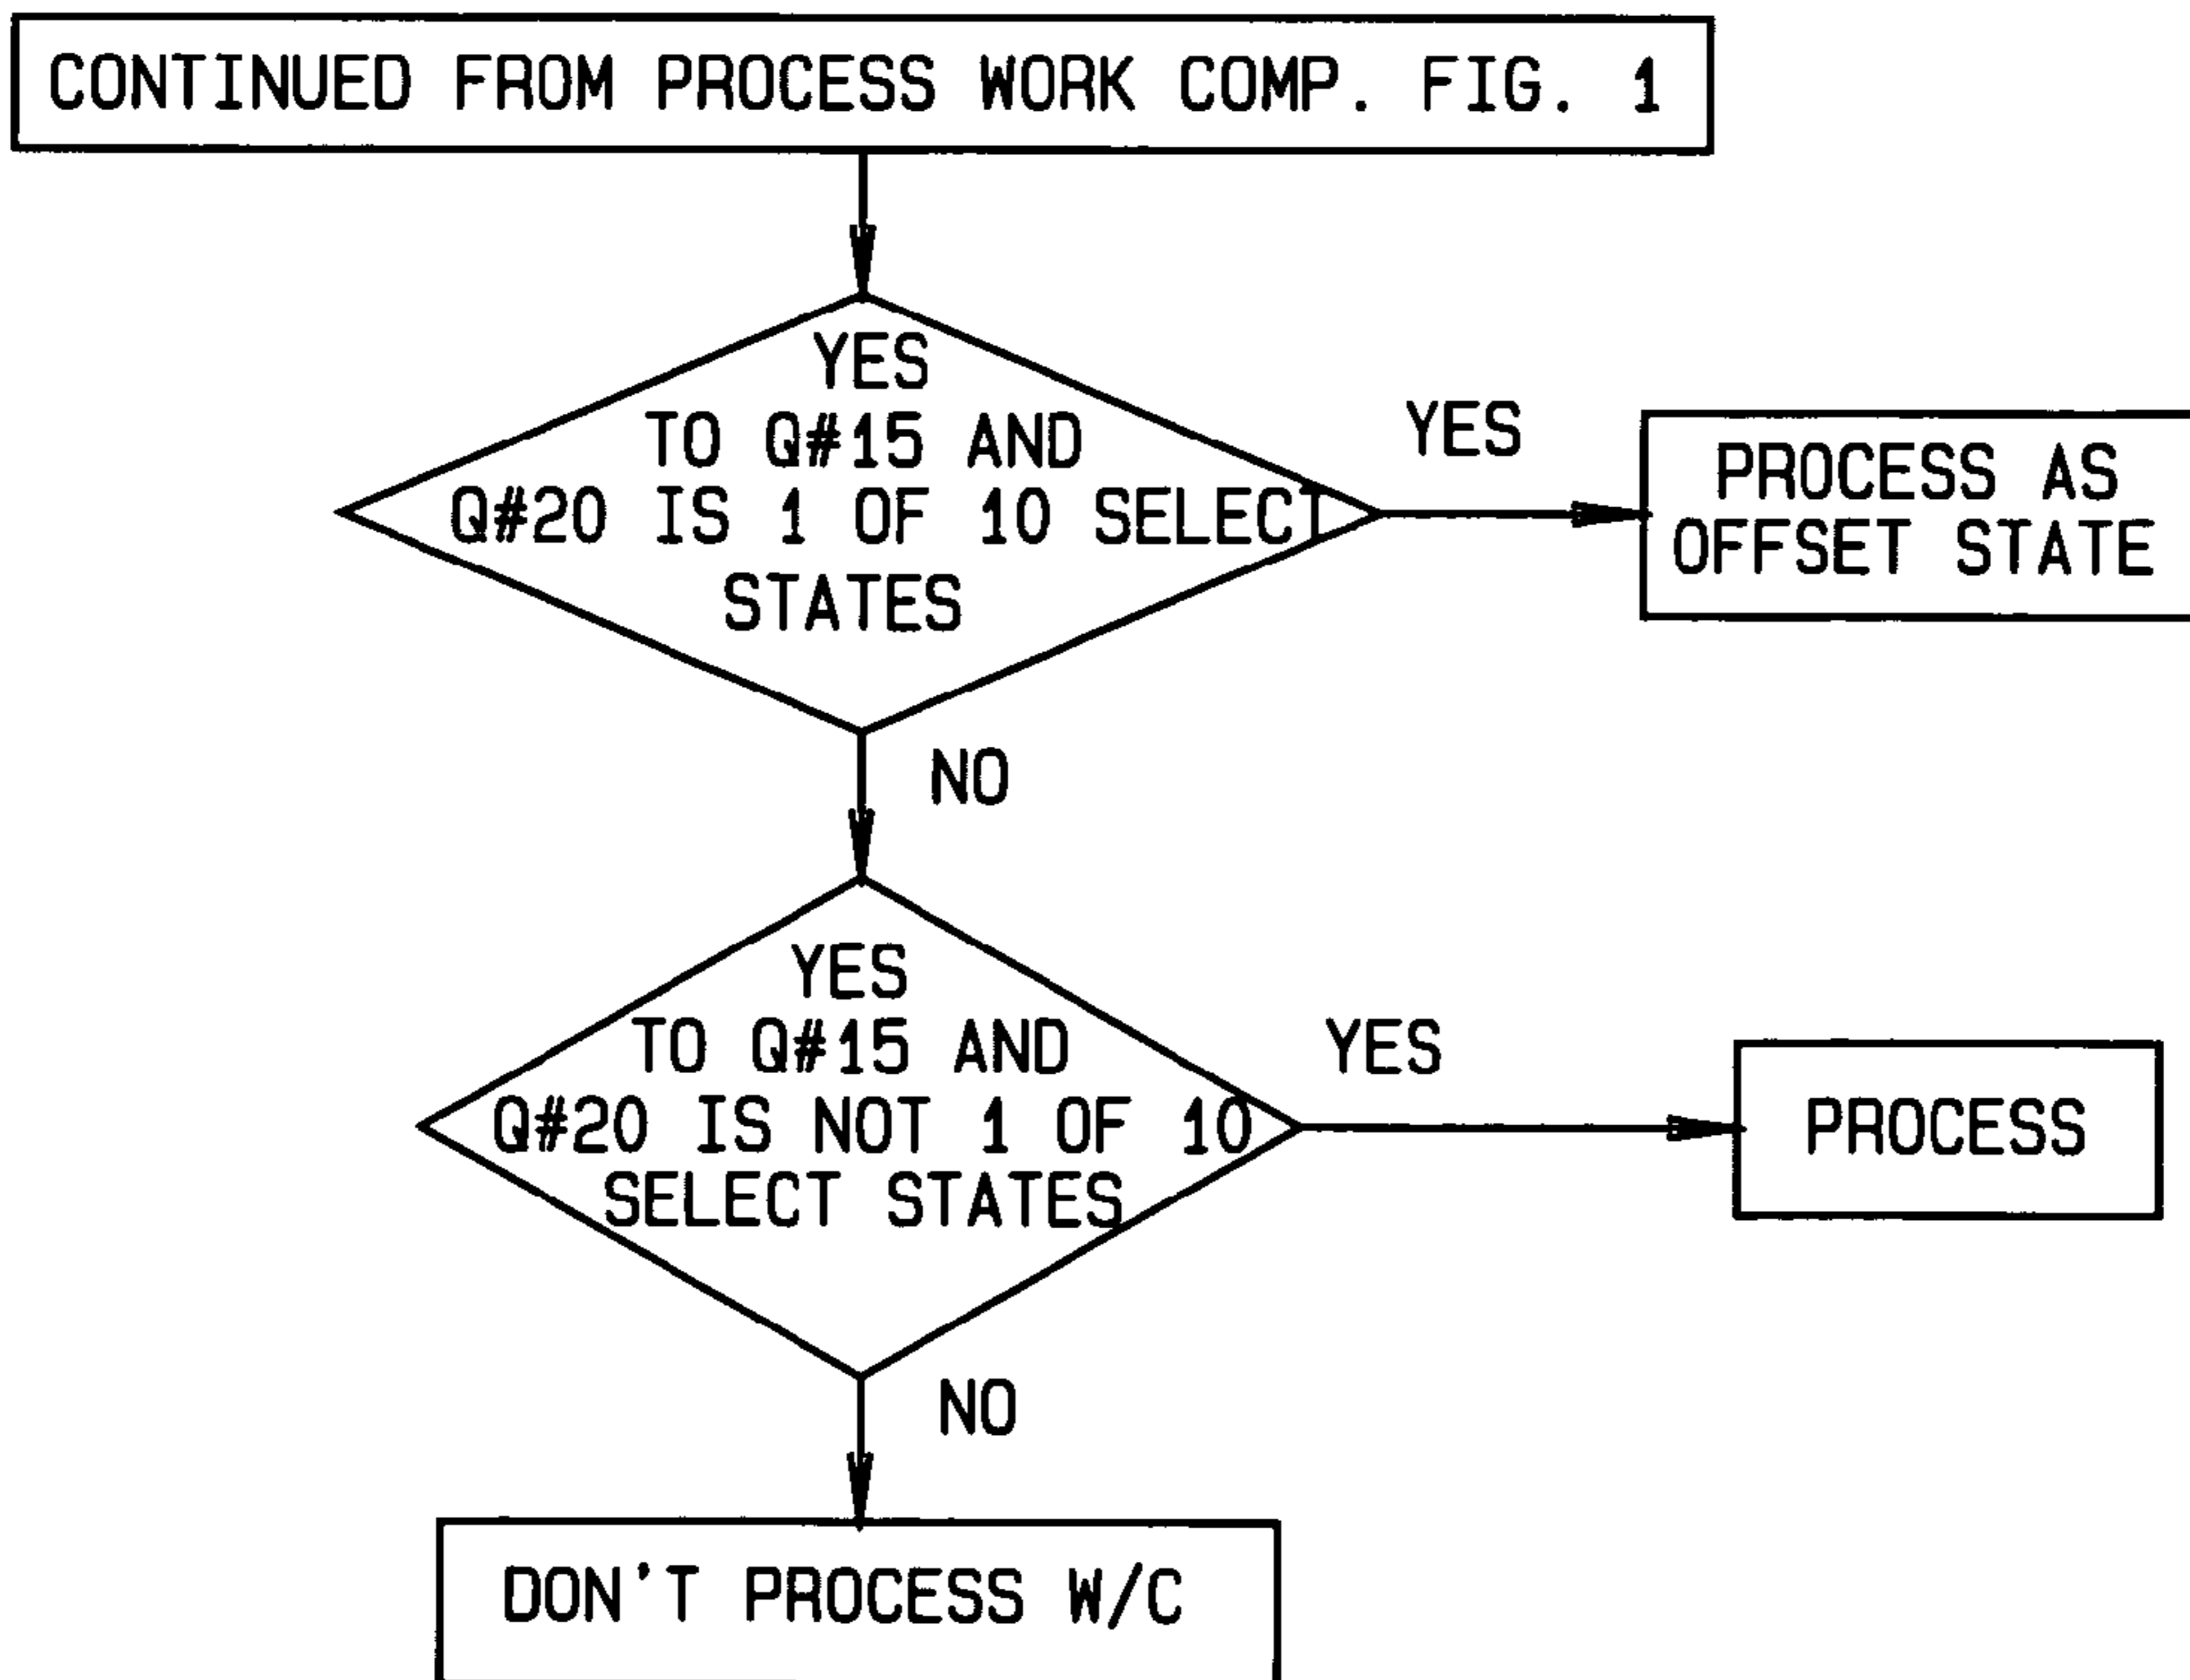 CONTINUED FROM PROCESS WORK COMP. FIG. 1
YES
TO Q#15 AND
Q#20 IS 1 OF 10 SELECT
STATES
YES
PROCESS AS
OFFSET STATE
NO
YES
TO Q#15 AND
Q#20 IS NOT 1 OF 10
SELECT STATES
YES
PROCESS
NO
DON'T PROCESS W/C